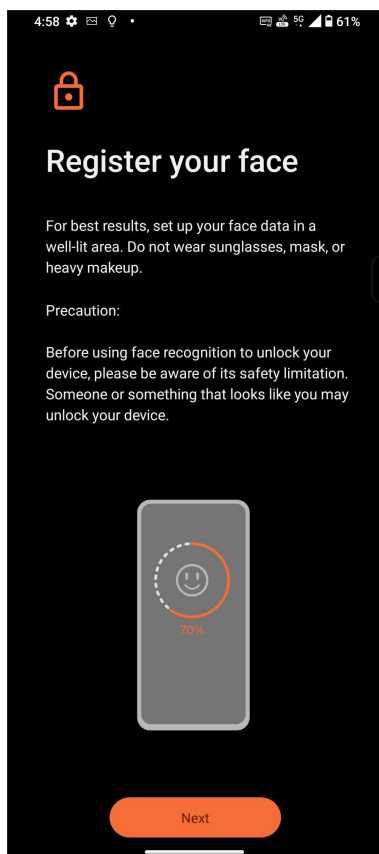 4:58 5G 61%
Register your face
For best results, set up your face data in a
well-lit area. Do not wear sunglasses, mask, or
heavy makeup.
Precaution:
Before using face recognition to unlock your
device, please be aware of its safety limitation.
Someone or something that looks like you may
unlock your device.
70%
Next